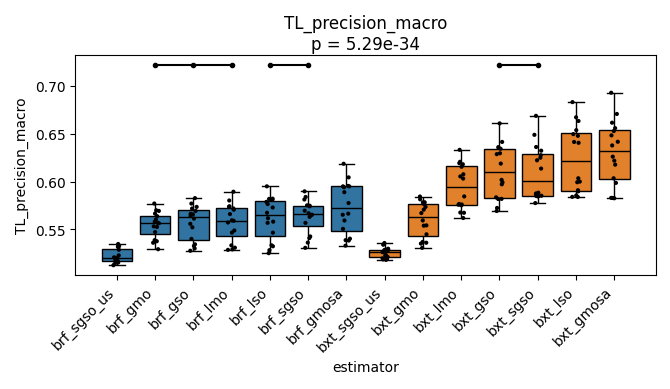 TL_precision_macro
p = 5.29e-34
TL_precision_macro
0.70
0.65
0.60
0.55
brf_sgso_us
brf_gmo
brf_gso
brf_lmo
brf_lso
brf_sgso
brf_gmosa
bxt_sgso_us
bxt_gmo
bxt_lmo
bxt_gso
bxt_sgso
bxt_lso
bxt_gmosa
estimator